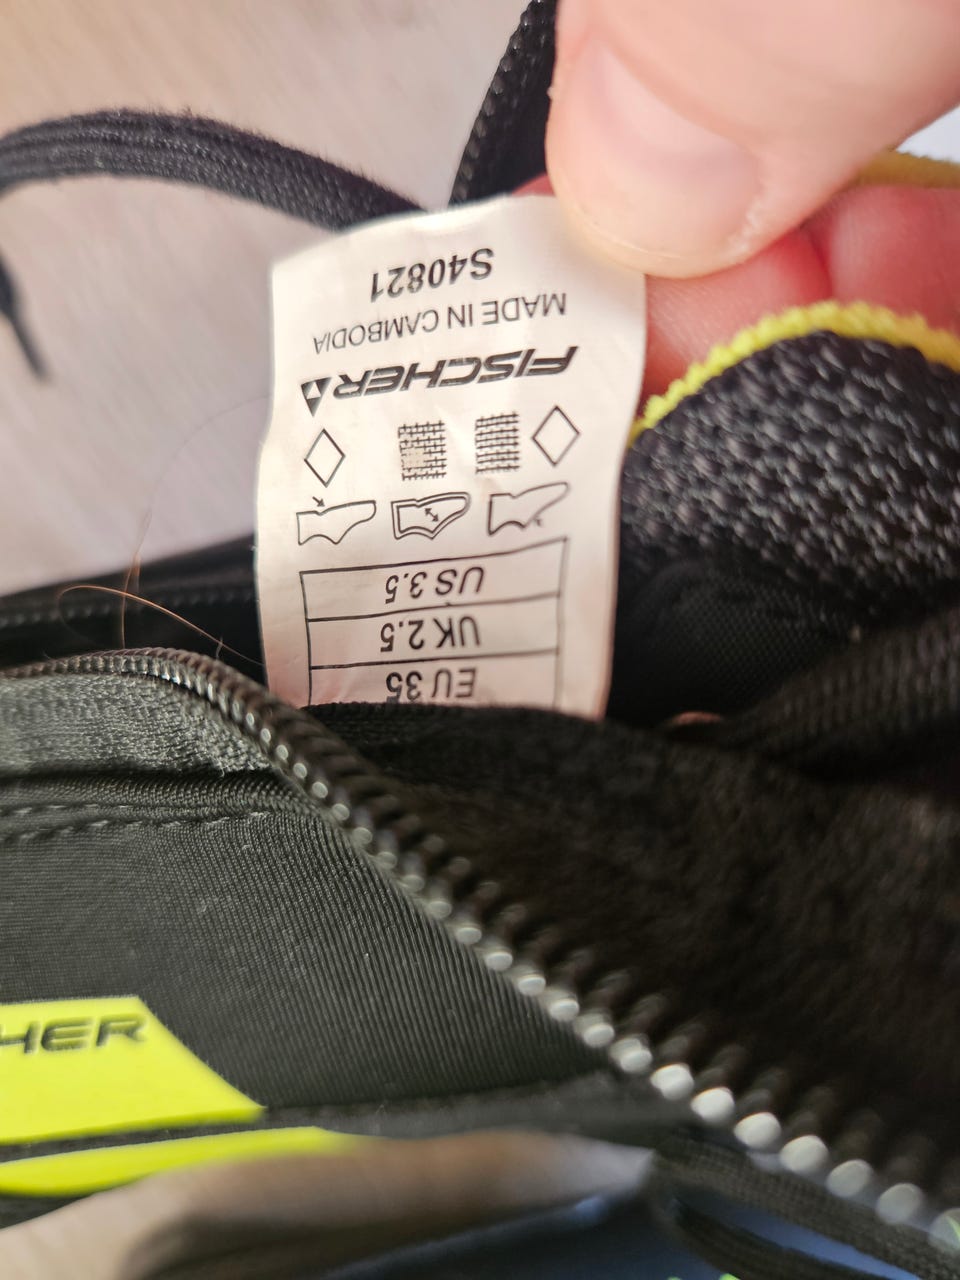 EU 35
UK 2.5
US 3.5
FISCHER
MADE IN CAMBODIA
S40821
HER